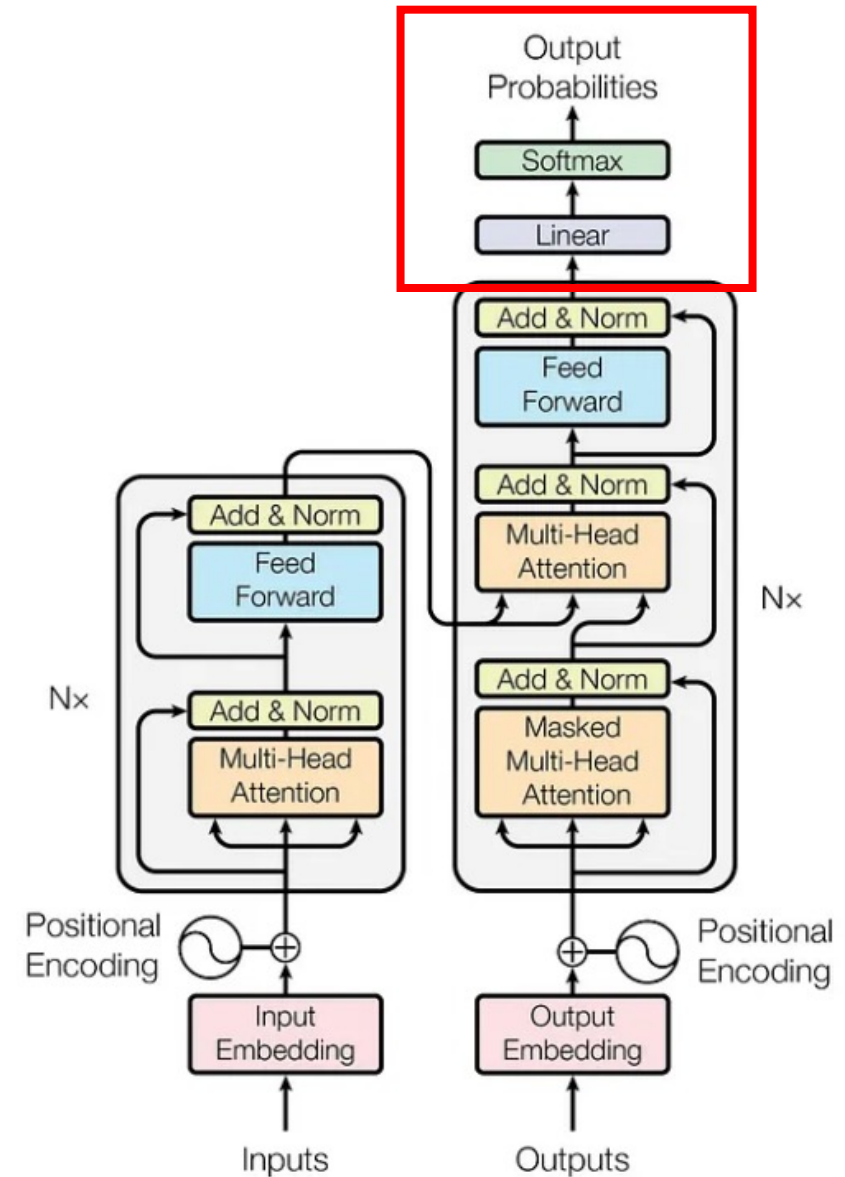 Output
Probabilities
Softmax
Linear
Add & Norm
Feed
Forward
Add & Norm
Multi-Head
Attention
Nx
Add & Norm
Masked
Multi-Head
Attention
Add & Norm
Feed
Forward
Nx
Add & Norm
Multi-Head
Attention
Positional
Encoding
Positional
Encoding
Input
Embedding
Output
Embedding
Inputs
Outputs